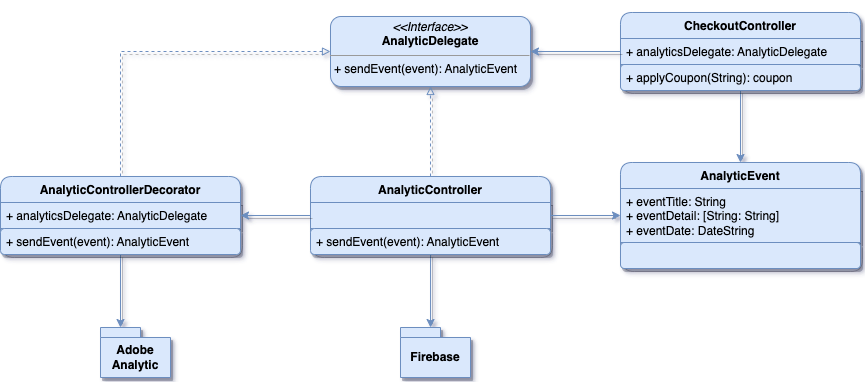 <<Interface>>
AnalyticDelegate
+ sendEvent(event): AnalyticEvent
CheckoutController
+ analyticsDelegate: AnalyticDelegate
+ applyCoupon(String): coupon
AnalyticControllerDecorator
+ analyticsDelegate: AnalyticDelegate
+ sendEvent(event): AnalyticEvent
AnalyticController
+ sendEvent(event): AnalyticEvent
AnalyticEvent
+ eventTitle: String
+ eventDetail: [String: String]
+ eventDate: DateString
Adobe
Analytic
Firebase